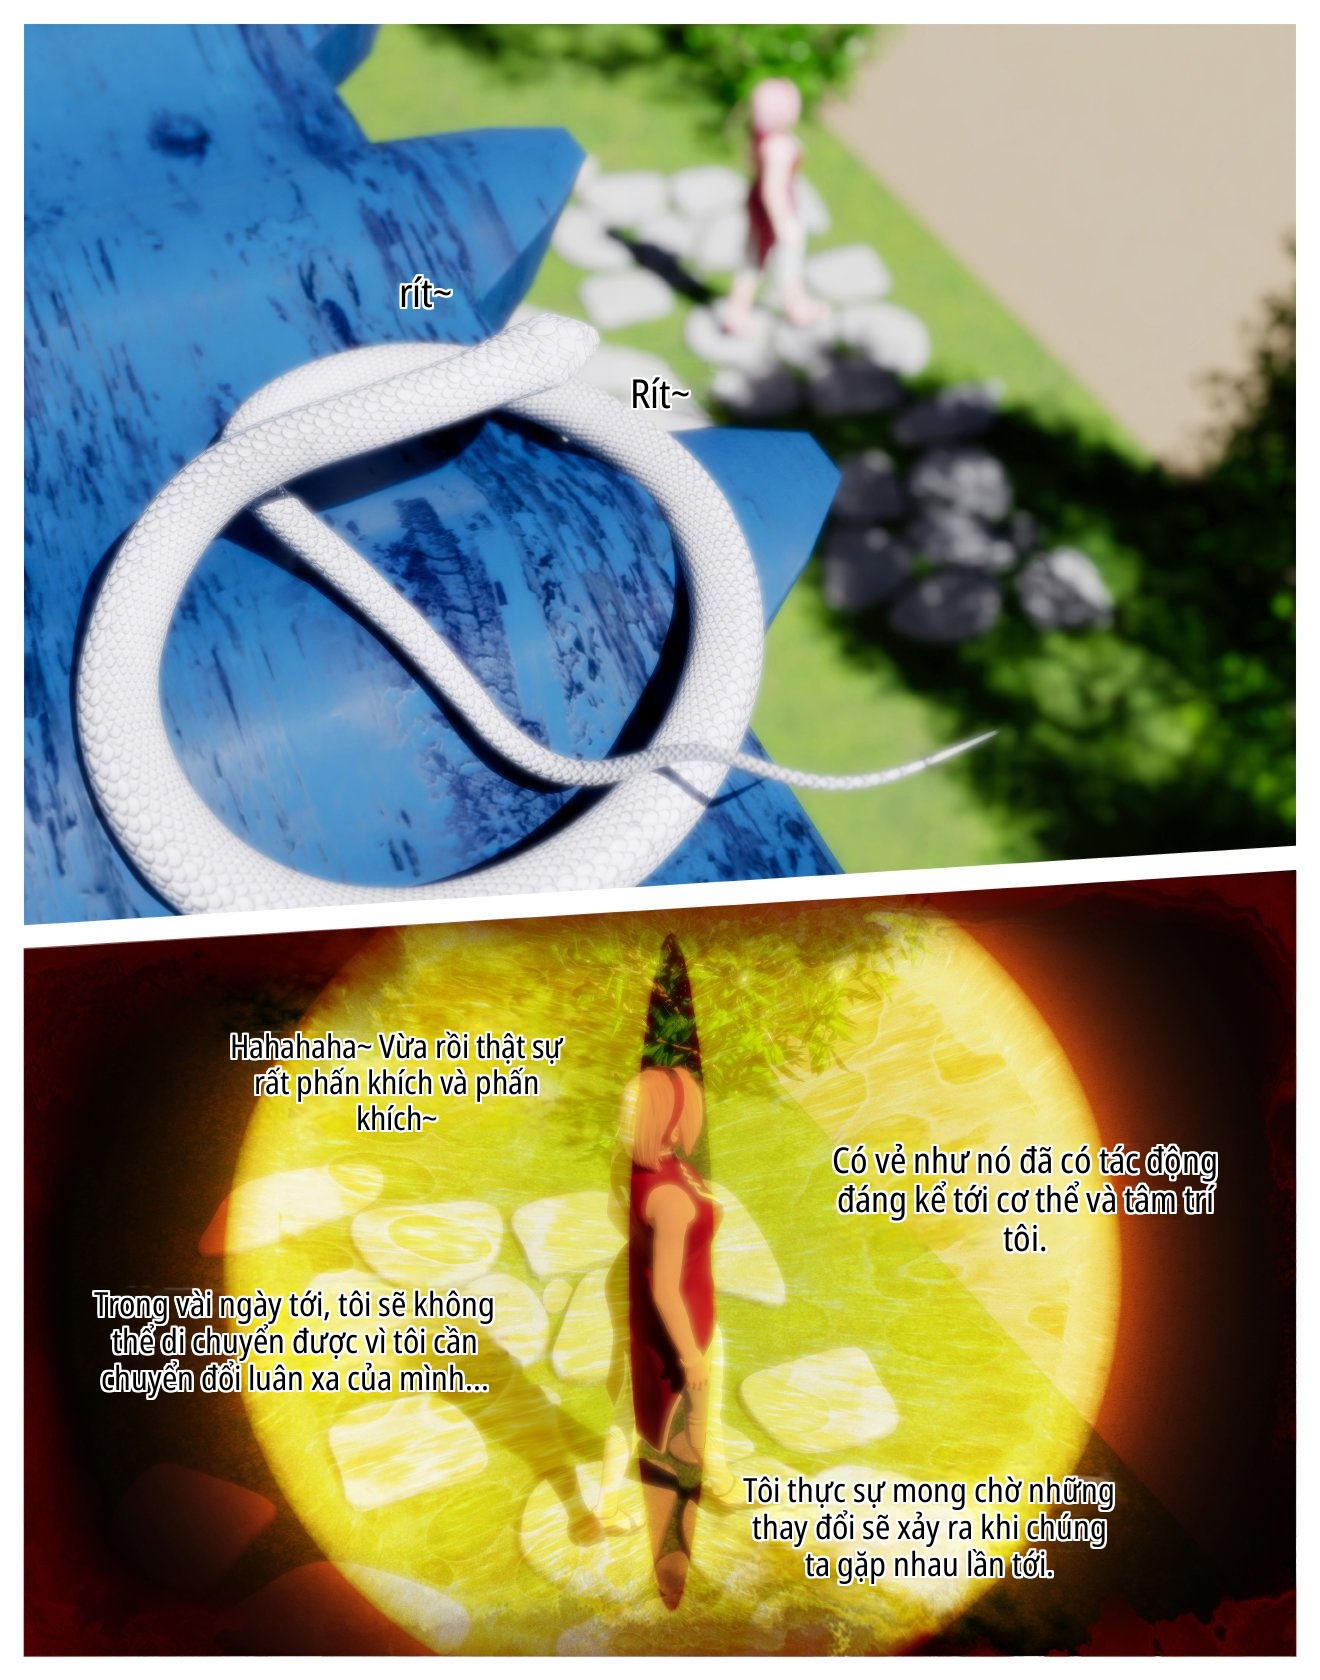 rít~
Rít~
Hahahaha~ Vừa rồi thật sự
rất phấn khích và phấn
khích~
Có vẻ như nó đã có tác động
đáng kể tới cơ thể và tâm trí
tôi.
Trong vài ngày tới, tôi sẽ không
thể di chuyển được vì tôi cần
chuyển đổi luân xa của mình...
Tôi thực sự mong chờ những
thay đổi sẽ xảy ra khi chúng
ta gặp nhau lần tới.